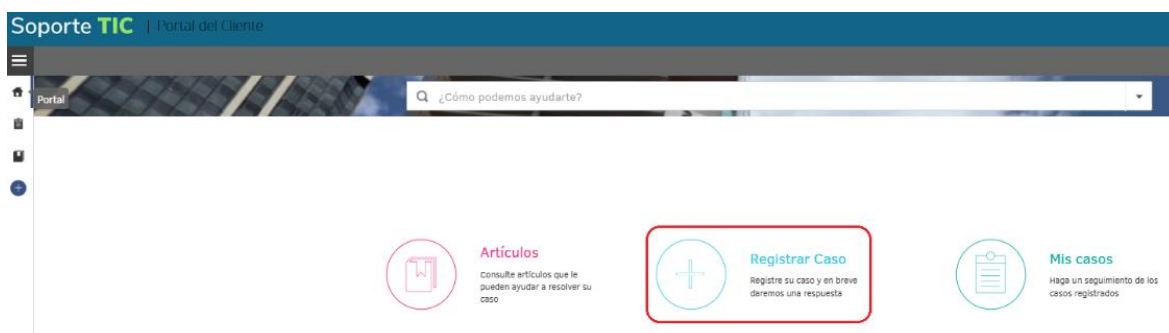 Soporte TIC | Portal del Cliente
Portal
¿Cómo podemos ayudarte?
Artículos
Consulte artículos que le
pueden ayudar a resolver su
caso
Registrar Caso
Registre su caso y en breve
daremos una respuesta
Mis casos
Haga un seguimiento de los
casos registrados